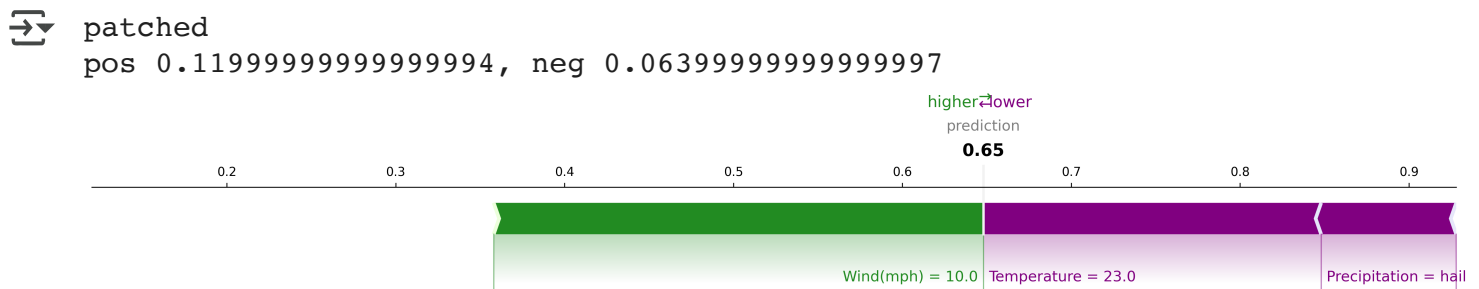 patched
pos 0.11999999999999994, neg 0.06399999999999997
higher⇄lower
prediction
0.65
0.2 0.3 0.4 0.5 0.6 0.7 0.8 0.9
Wind(mph) = 10.0 Temperature = 23.0 Precipitation = hail